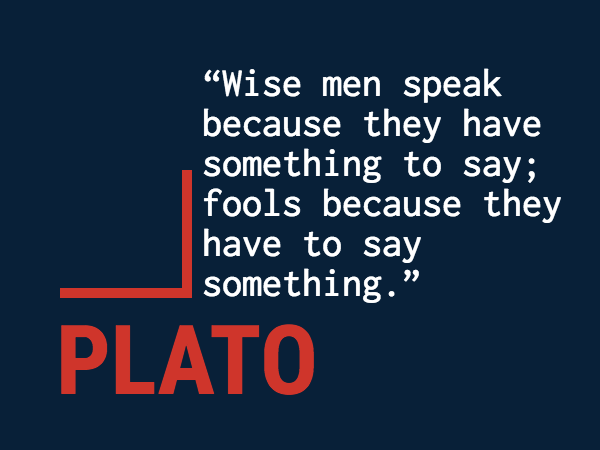 “Wise men speak
because they have
something to say;
fools because they
have to say
something.”
PLATO